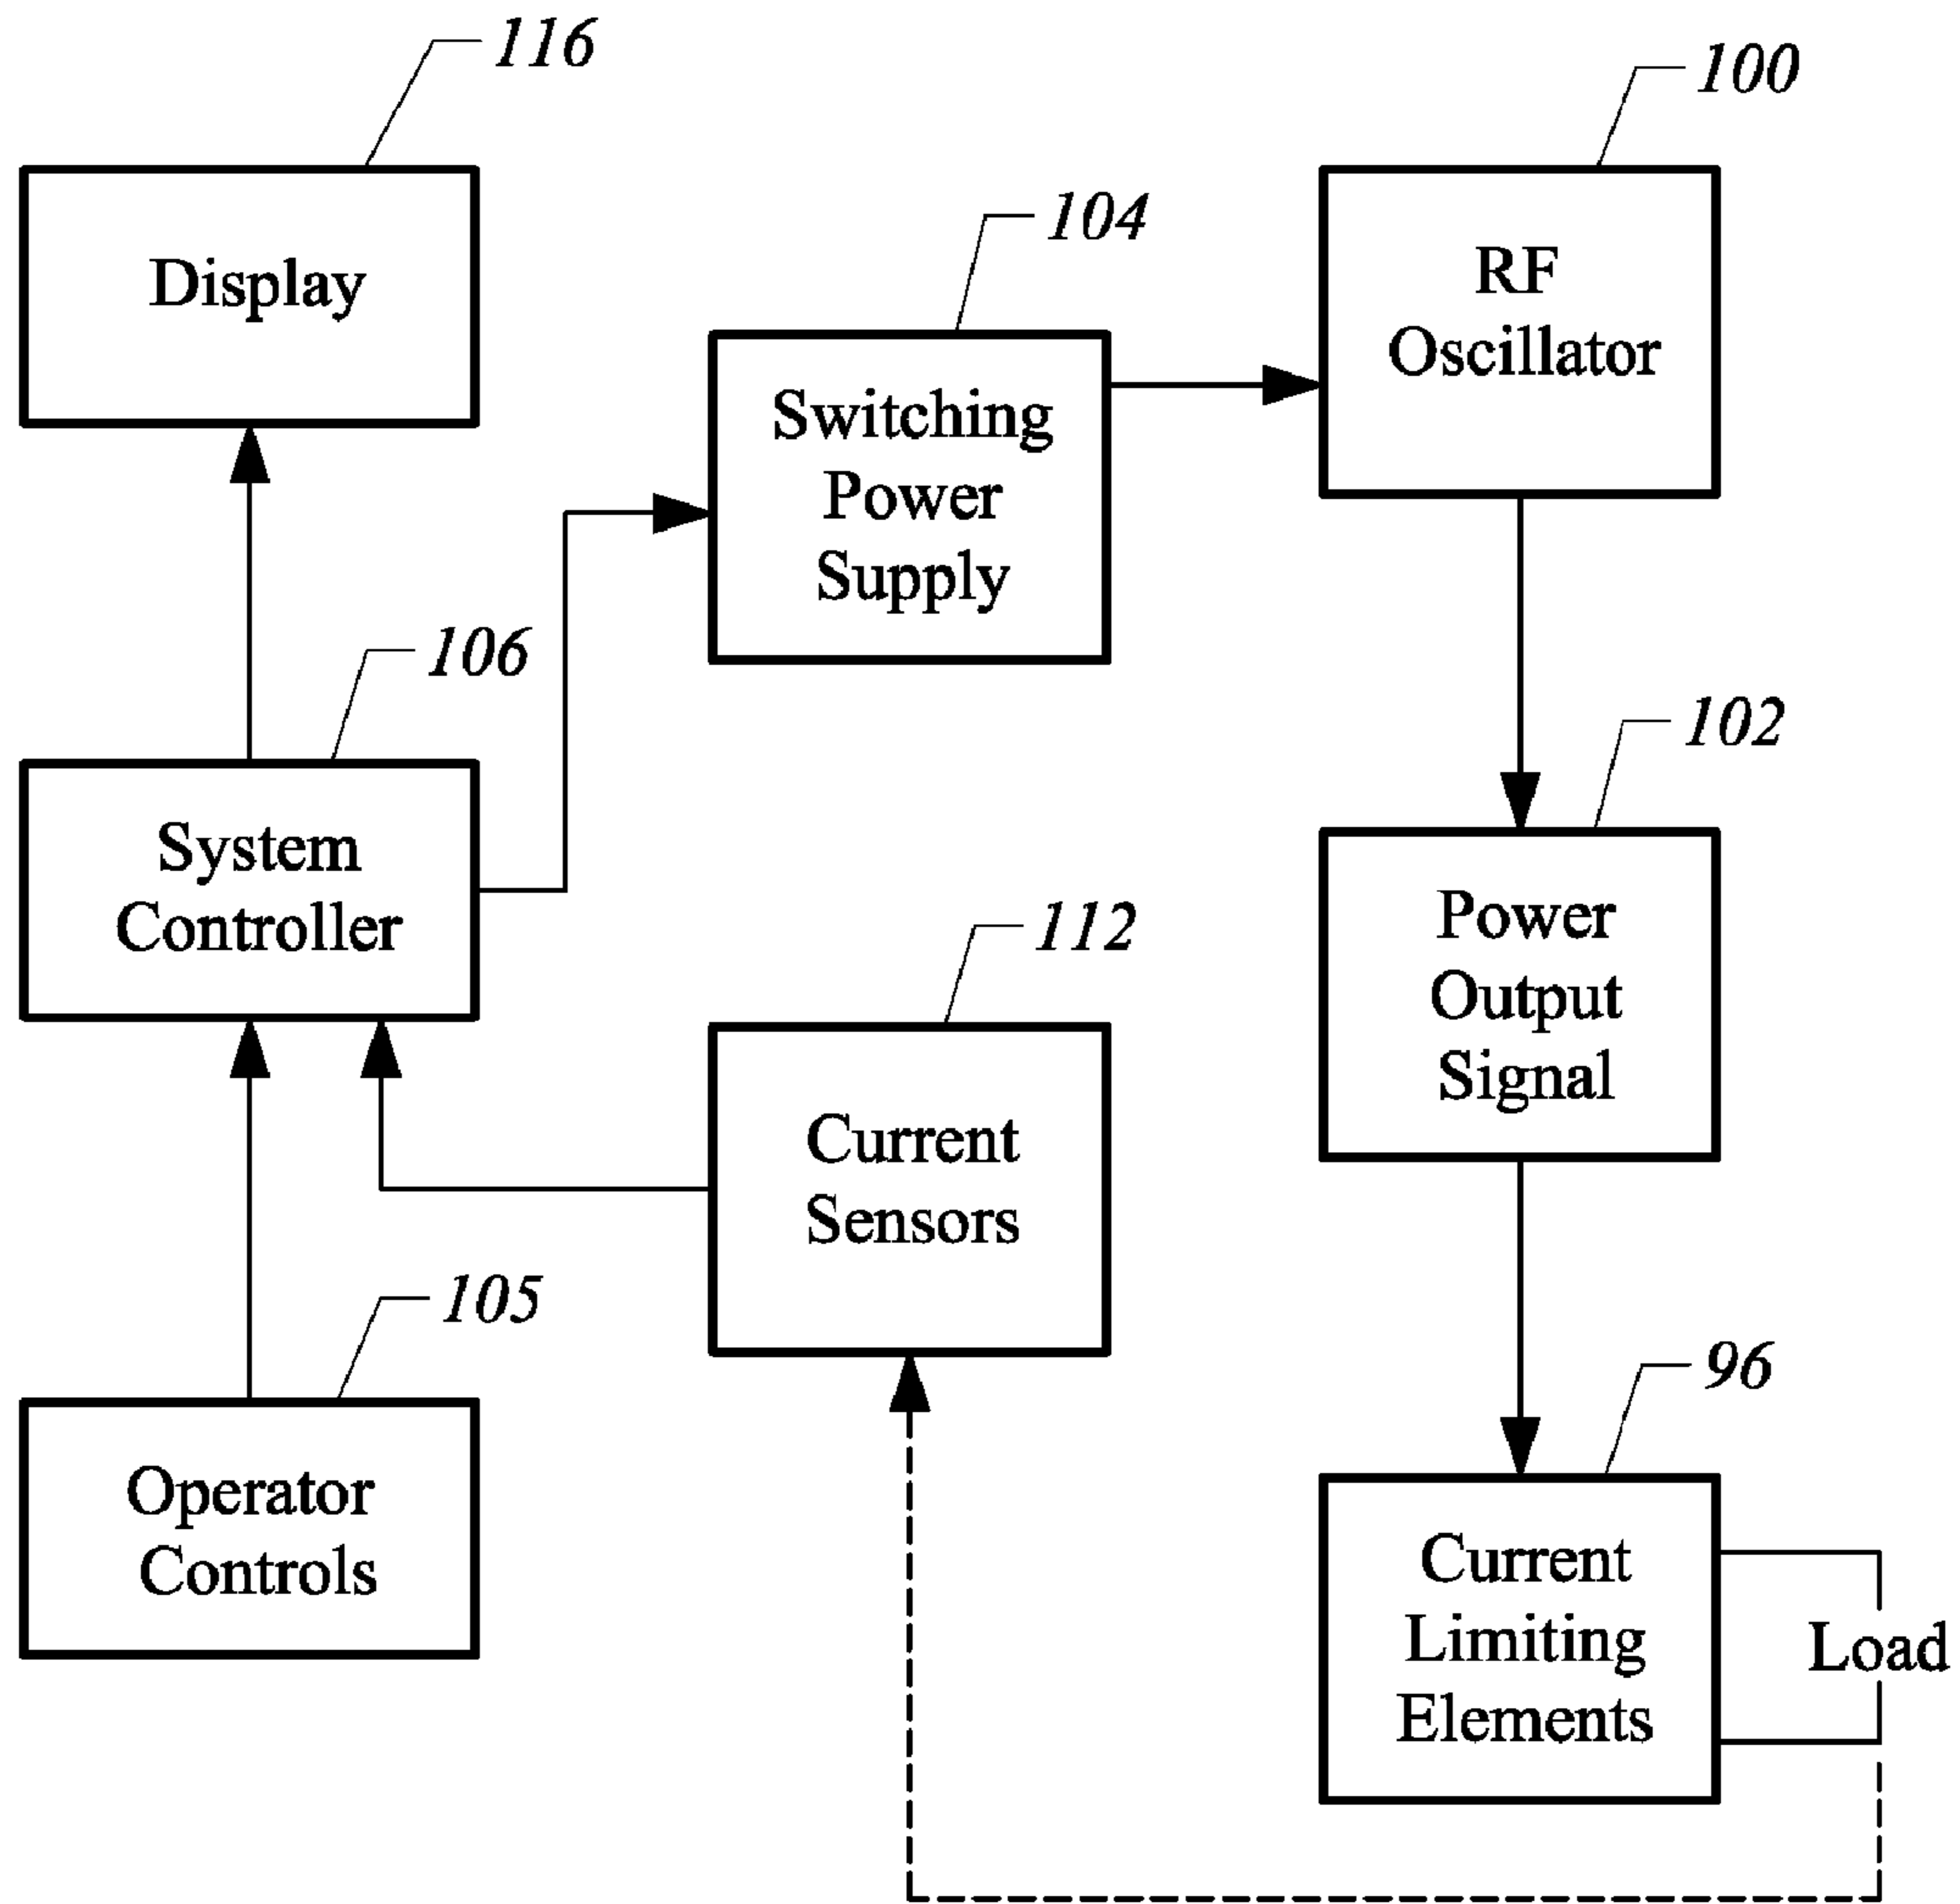 116
Display
104
Switching
Power
Supply
100
RF
Oscillator
106
System
Controller
112
Current
Sensors
102
Power
Output
Signal
105
Operator
Controls
96
Current
Limiting
Elements
Load